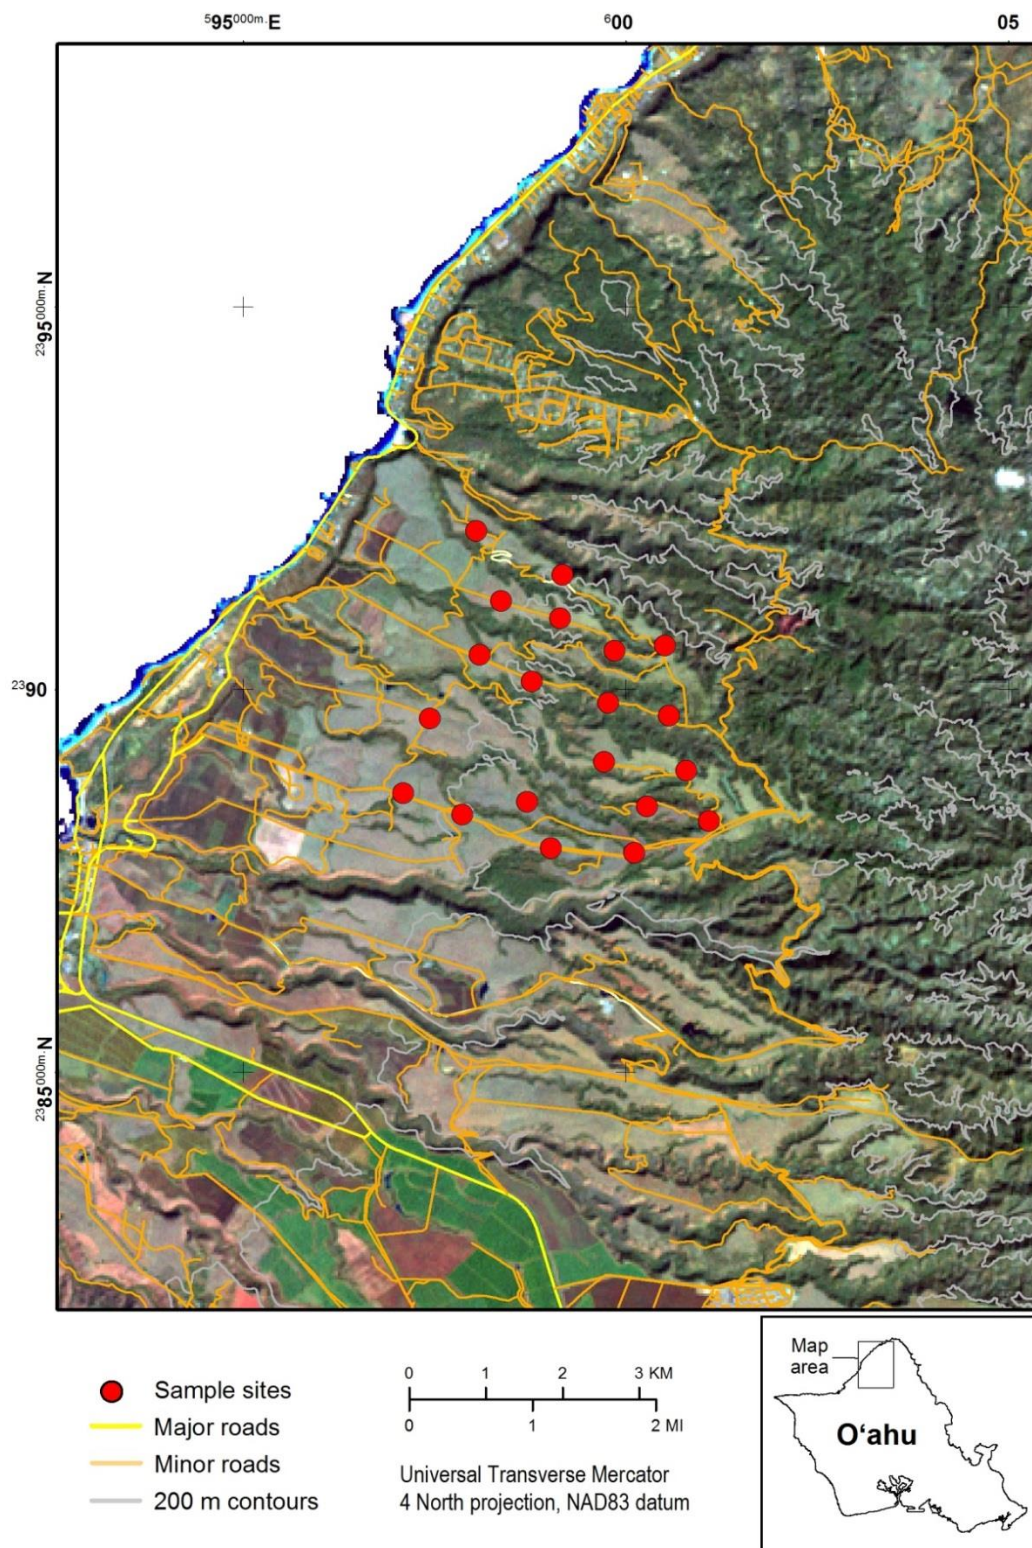 ⁵95⁰⁰⁰ᵐ·E
⁶00
05
²³95⁰⁰⁰ᵐ·N
²³90
²³85⁰⁰⁰ᵐ·N
Sample sites
Major roads
Minor roads
200 m contours
0 1 2 3 KM
0 1 2 MI
Universal Transverse Mercator
4 North projection, NAD83 datum
Map
area
Oʻahu